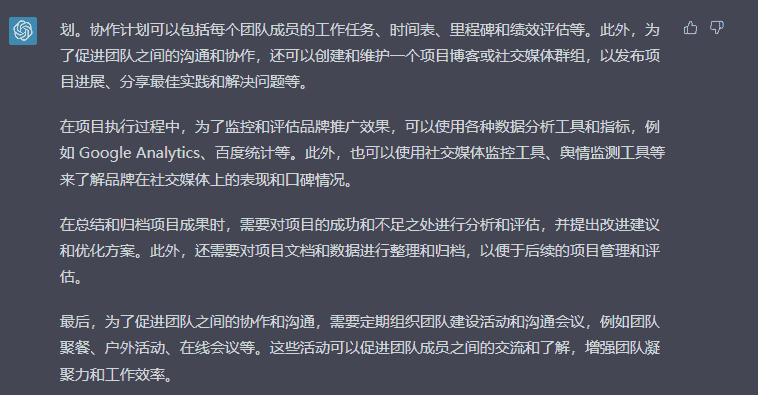 划。协作计划可以包括每个团队成员的工作任务、时间表、里程碑和绩效评估等。此外，为
了促进团队之间的沟通和协作，还可以创建和维护一个项目博客或社交媒体群组，以发布项
目进展、分享最佳实践和解决问题等。
在项目执行过程中，为了监控和评估品牌推广效果，可以使用各种数据分析工具和指标，例
如 Google Analytics、百度统计等。此外，也可以使用社交媒体监控工具、舆情监测工具等
来了解品牌在社交媒体上的表现和口碑情况。
在总结和归档项目成果时，需要对项目的成功和不足之处进行分析和评估，并提出改进建议
和优化方案。此外，还需要对项目文档和数据进行整理和归档，以便于后续的项目管理和评
估。
最后，为了促进团队之间的协作和沟通，需要定期组织团队建设活动和沟通会议，例如团队
聚餐、户外活动、在线会议等。这些活动可以促进团队成员之间的交流和了解，增强团队凝
聚力和工作效率。